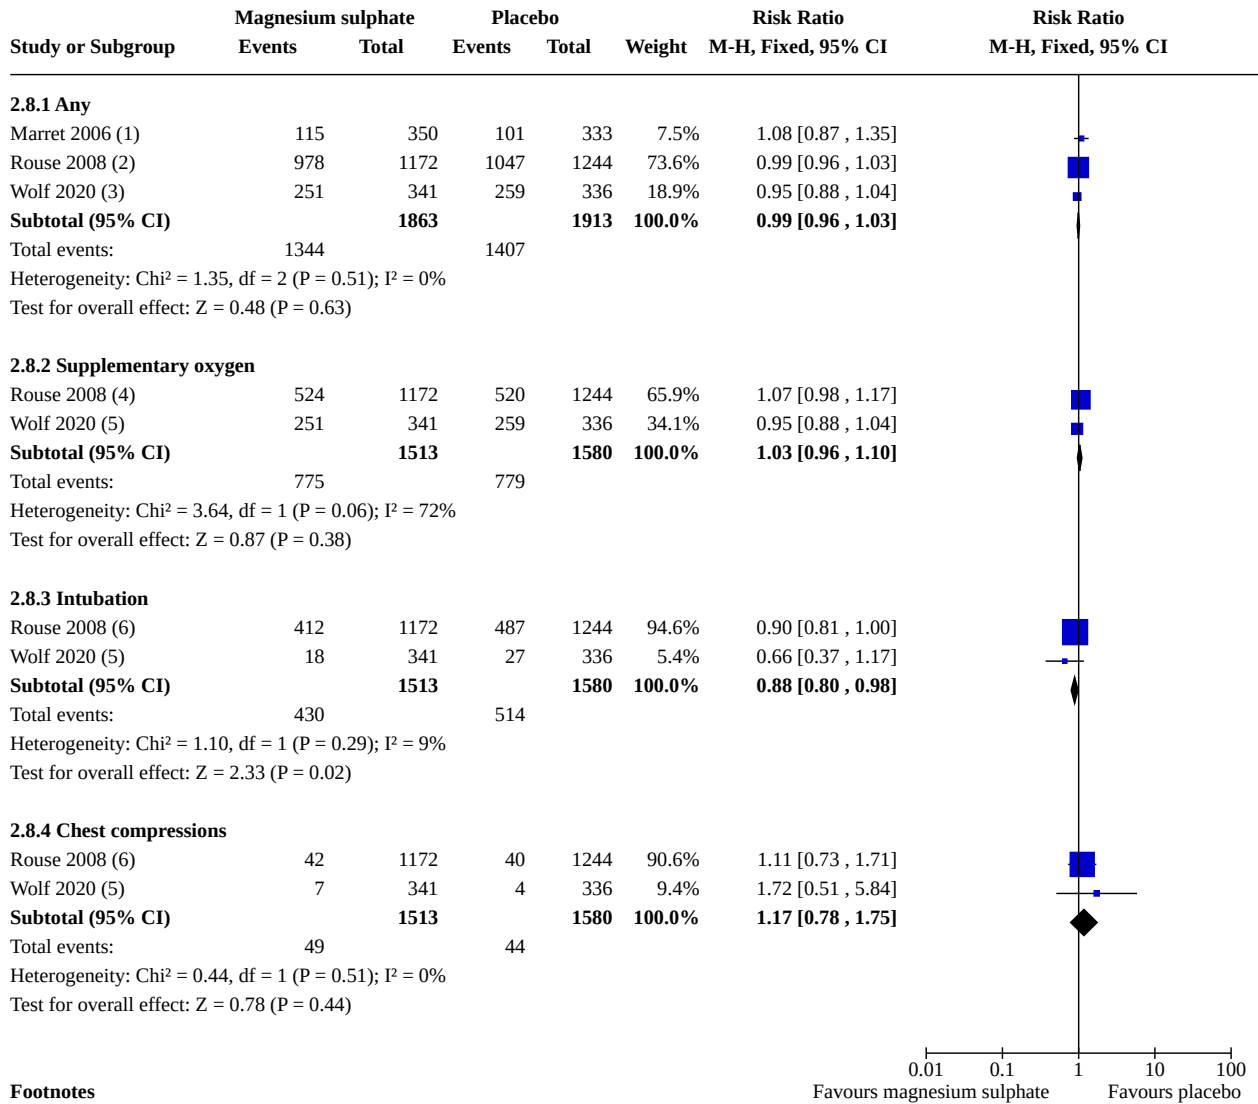 Magnesium sulphate Placebo Risk Ratio Risk Ratio
Study or Subgroup Events Total Events Total Weight M-H, Fixed, 95% CI M-H, Fixed, 95% CI
2.8.1 Any
Marret 2006 (1) 115 350 101 333 7.5% 1.08 [0.87 , 1.35]
Rouse 2008 (2) 978 1172 1047 1244 73.6% 0.99 [0.96 , 1.03]
Wolf 2020 (3) 251 341 259 336 18.9% 0.95 [0.88 , 1.04]
Subtotal (95% CI) 1863 1913 100.0% 0.99 [0.96 , 1.03]
Total events: 1344 1407
Heterogeneity: Chi² = 1.35, df = 2 (P = 0.51); I² = 0%
Test for overall effect: Z = 0.48 (P = 0.63)
2.8.2 Supplementary oxygen
Rouse 2008 (4) 524 1172 520 1244 65.9% 1.07 [0.98 , 1.17]
Wolf 2020 (5) 251 341 259 336 34.1% 0.95 [0.88 , 1.04]
Subtotal (95% CI) 1513 1580 100.0% 1.03 [0.96 , 1.10]
Total events: 775 779
Heterogeneity: Chi² = 3.64, df = 1 (P = 0.06); I² = 72%
Test for overall effect: Z = 0.87 (P = 0.38)
2.8.3 Intubation
Rouse 2008 (6) 412 1172 487 1244 94.6% 0.90 [0.81 , 1.00]
Wolf 2020 (5) 18 341 27 336 5.4% 0.66 [0.37 , 1.17]
Subtotal (95% CI) 1513 1580 100.0% 0.88 [0.80 , 0.98]
Total events: 430 514
Heterogeneity: Chi² = 1.10, df = 1 (P = 0.29); I² = 9%
Test for overall effect: Z = 2.33 (P = 0.02)
2.8.4 Chest compressions
Rouse 2008 (6) 42 1172 40 1244 90.6% 1.11 [0.73 , 1.71]
Wolf 2020 (5) 7 341 4 336 9.4% 1.72 [0.51 , 5.84]
Subtotal (95% CI) 1513 1580 100.0% 1.17 [0.78 , 1.75]
Total events: 49 44
Heterogeneity: Chi² = 0.44, df = 1 (P = 0.51); I² = 0%
Test for overall effect: Z = 0.78 (P = 0.44)
0.01 0.1 1 10 100
Footnotes Favours magnesium sulphate Favours placebo